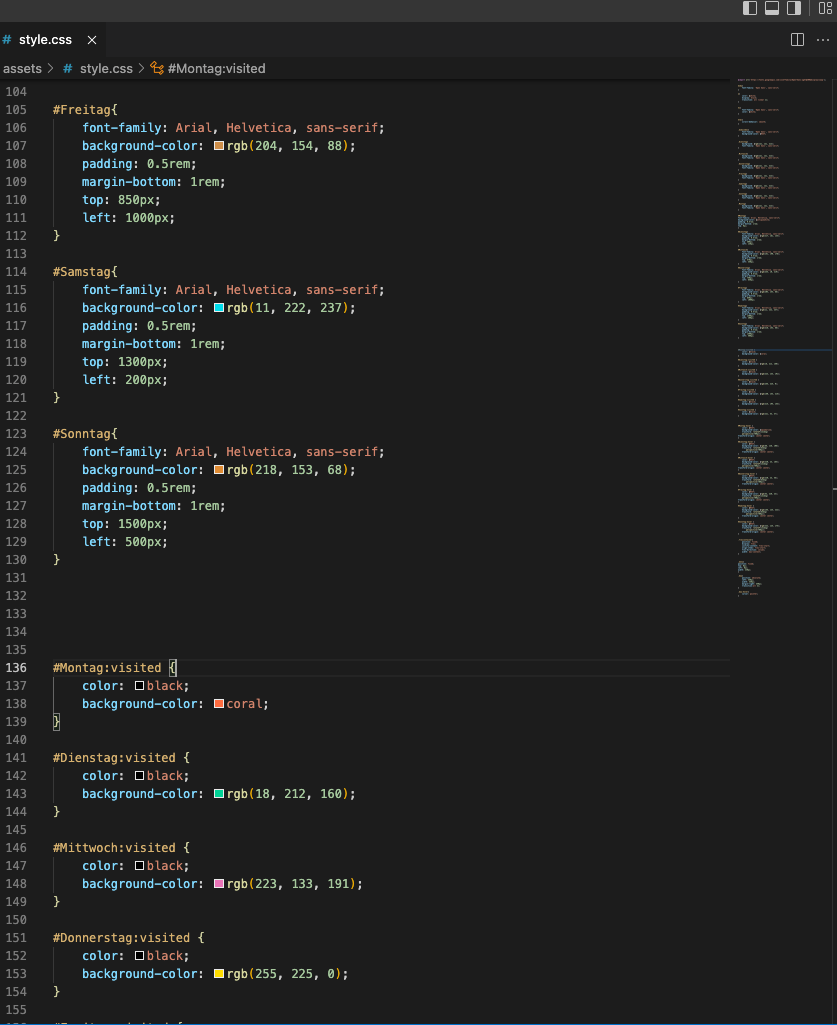 # style.css ×
assets > # style.css > #Montag:visited
104
105 #Freitag{
106 font-family: Arial, Helvetica, sans-serif;
107 background-color: rgb(204, 154, 88);
108 padding: 0.5rem;
109 margin-bottom: 1rem;
110 top: 850px;
111 left: 1000px;
112 }
113
114 #Samstag{
115 font-family: Arial, Helvetica, sans-serif;
116 background-color: rgb(11, 222, 237);
117 padding: 0.5rem;
118 margin-bottom: 1rem;
119 top: 1300px;
120 left: 200px;
121 }
122
123 #Sonntag{
124 font-family: Arial, Helvetica, sans-serif;
125 background-color: rgb(218, 153, 68);
126 padding: 0.5rem;
127 margin-bottom: 1rem;
128 top: 1500px;
129 left: 500px;
130 }
131
132
133
134
135
136 #Montag:visited {
137 color: black;
138 background-color: coral;
139 }
140
141 #Dienstag:visited {
142 color: black;
143 background-color: rgb(18, 212, 160);
144 }
145
146 #Mittwoch:visited {
147 color: black;
148 background-color: rgb(223, 133, 191);
149 }
150
151 #Donnerstag:visited {
152 color: black;
153 background-color: rgb(255, 225, 0);
154 }
155